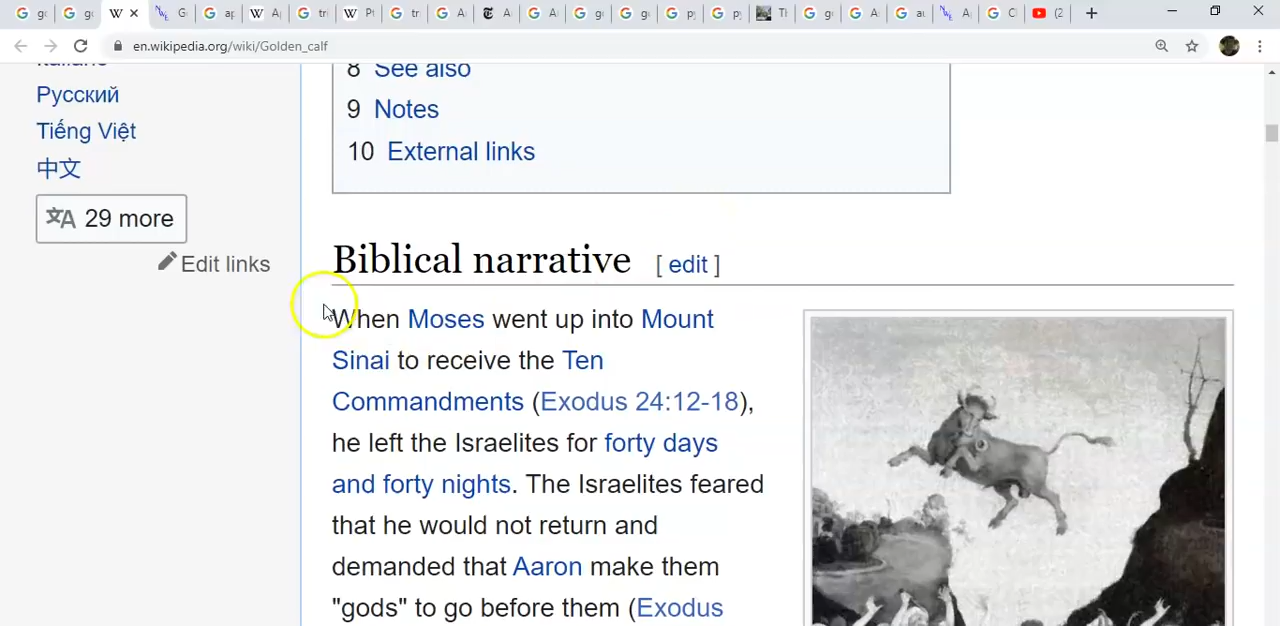 en.wikipedia.org/wiki/Golden_calf
Русский
Tiếng Việt
中文
29 more
Edit links
8 See also
9 Notes
10 External links
Biblical narrative [ edit ]
When Moses went up into Mount
Sinai to receive the Ten
Commandments (Exodus 24:12-18),
he left the Israelites for forty days
and forty nights. The Israelites feared
that he would not return and
demanded that Aaron make them
"gods" to go before them (Exodus